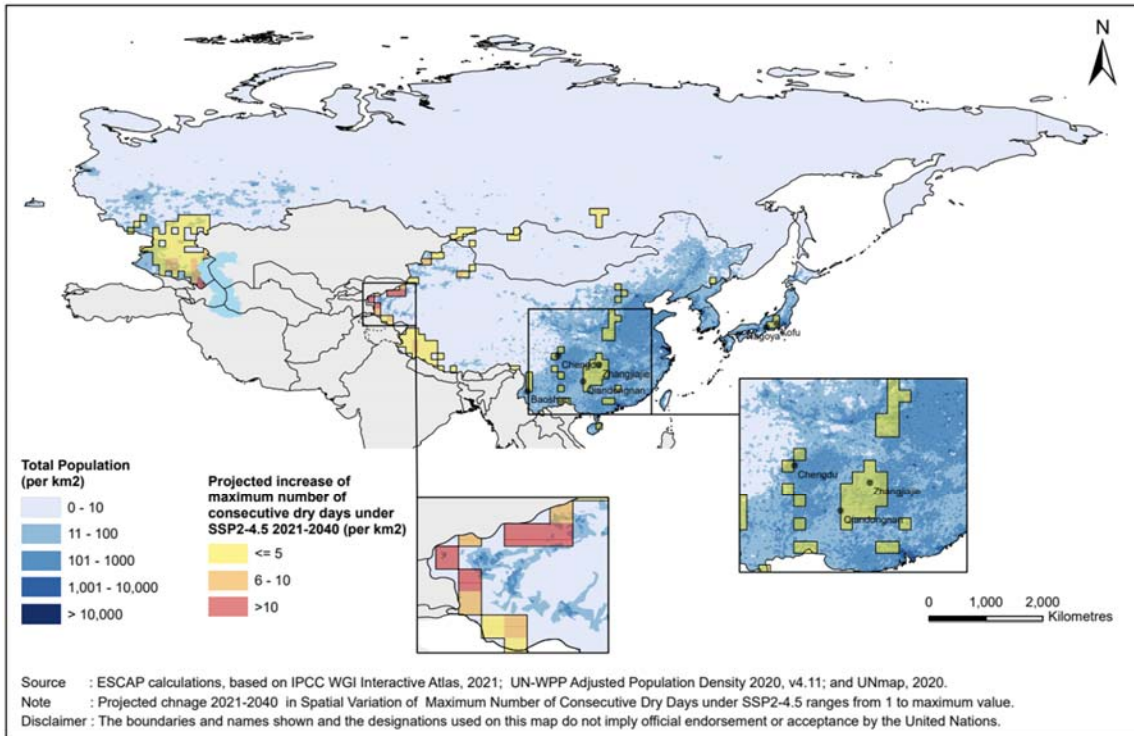 N
Nagoya
Kofu
Chengdu
Zhangjiajie
Qiandongnan
Baoshan
Total Population
(per km2)
0 - 10
11 - 100
101 - 1000
1,001 - 10,000
> 10,000
Projected increase of
maximum number of
consecutive dry days under
SSP2-4.5 2021-2040 (per km2)
<= 5
6 - 10
>10
Chengdu
Zhangjiajie
Qiandongnan
0 1,000 2,000
Kilometres
Source : ESCAP calculations, based on IPCC WGI Interactive Atlas, 2021; UN-WPP Adjusted Population Density 2020, v4.11; and UNmap, 2020.
Note : Projected chnage 2021-2040 in Spatial Variation of Maximum Number of Consecutive Dry Days under SSP2-4.5 ranges from 1 to maximum value.
Disclaimer : The boundaries and names shown and the designations used on this map do not imply official endorsement or acceptance by the United Nations.